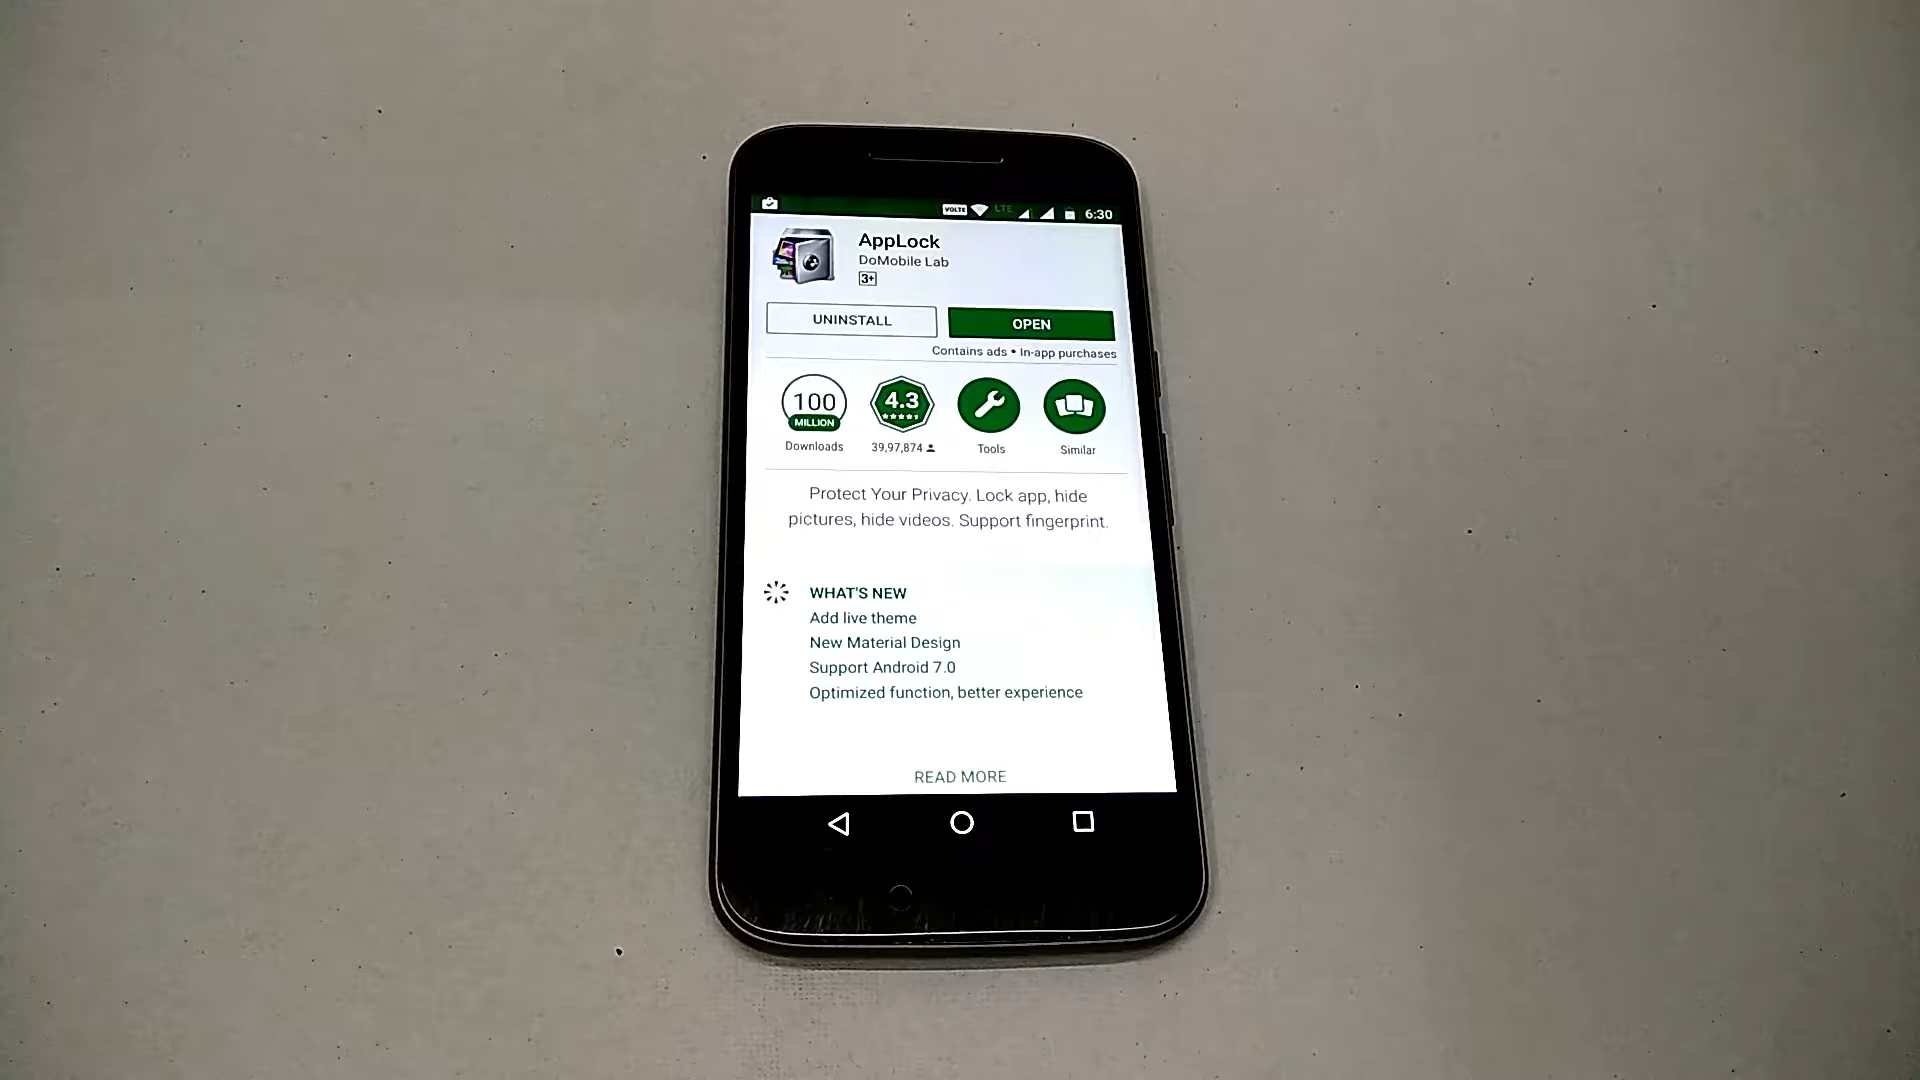 VOLTE LTE 6:30
AppLock
DoMobile Lab
3+
UNINSTALL OPEN
Contains ads • In-app purchases
100 MILLION 4.3
Downloads 39,97,874 Tools Similar
Protect Your Privacy. Lock app, hide
pictures, hide videos. Support fingerprint.
WHAT'S NEW
Add live theme
New Material Design
Support Android 7.0
Optimized function, better experience
READ MORE